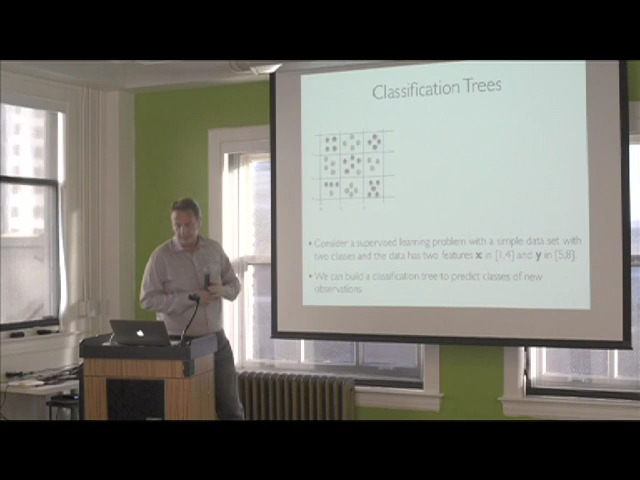 Classification Trees
• Consider a supervised learning problem with a simple data set with
two classes and the data has two features x in [1,4] and y in [5,8].
• We can build a classification tree to predict classes of new
observations.